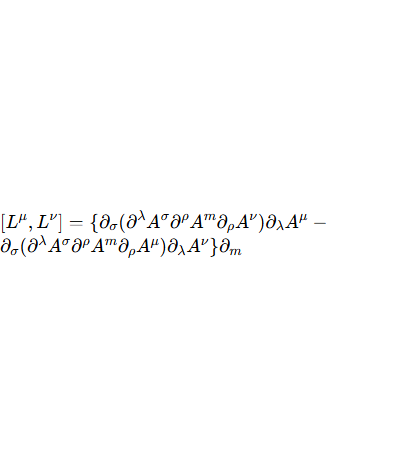 [L^μ, L^ν] = {∂_σ(∂^λ A^σ ∂^ρ A^m ∂_ρ A^ν)∂_λ A^μ −
∂_σ(∂^λ A^σ ∂^ρ A^m ∂_ρ A^μ)∂_λ A^ν}∂_m